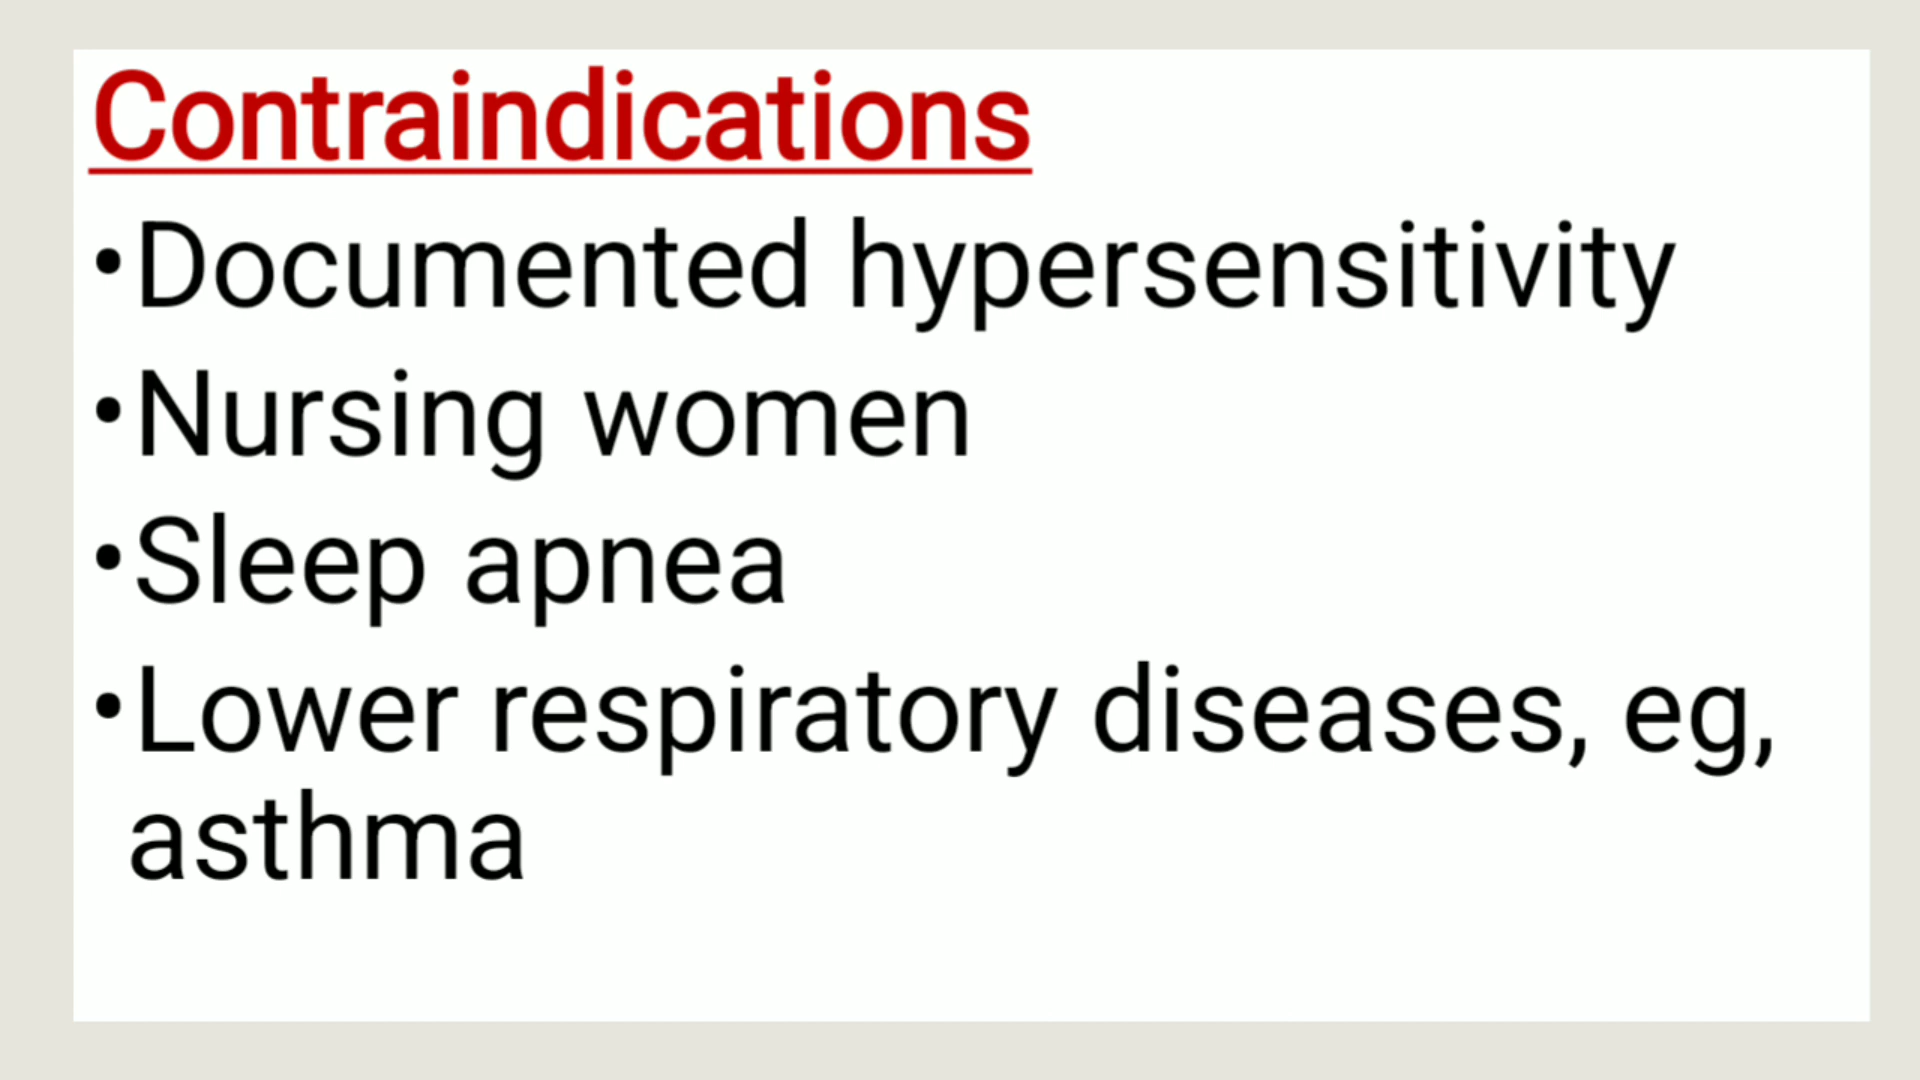 Contraindications
•Documented hypersensitivity
•Nursing women
•Sleep apnea
•Lower respiratory diseases, eg,
asthma